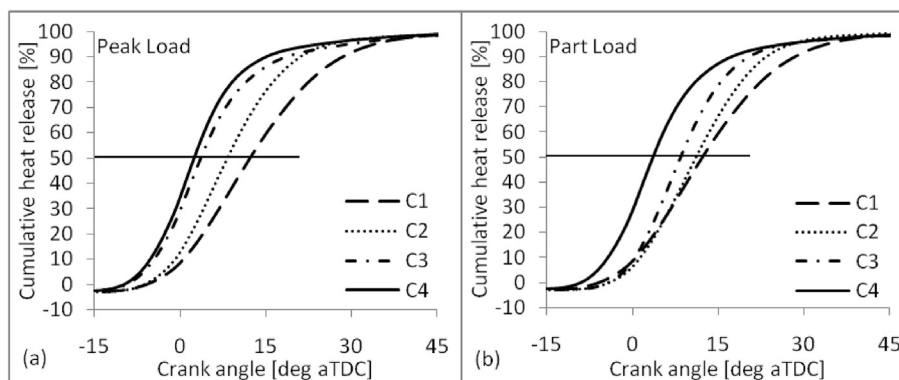 Peak Load
Cumulative heat release [%]
100
90
80
70
60
50
40
30
20
10
0
-10
C1
C2
C3
C4
-15 0 15 30 45
Crank angle [deg aTDC]
(a)
Part Load
Cumulative heat release [%]
100
90
80
70
60
50
40
30
20
10
0
-10
C1
C2
C3
C4
-15 0 15 30 45
Crank angle [deg aTDC]
(b)